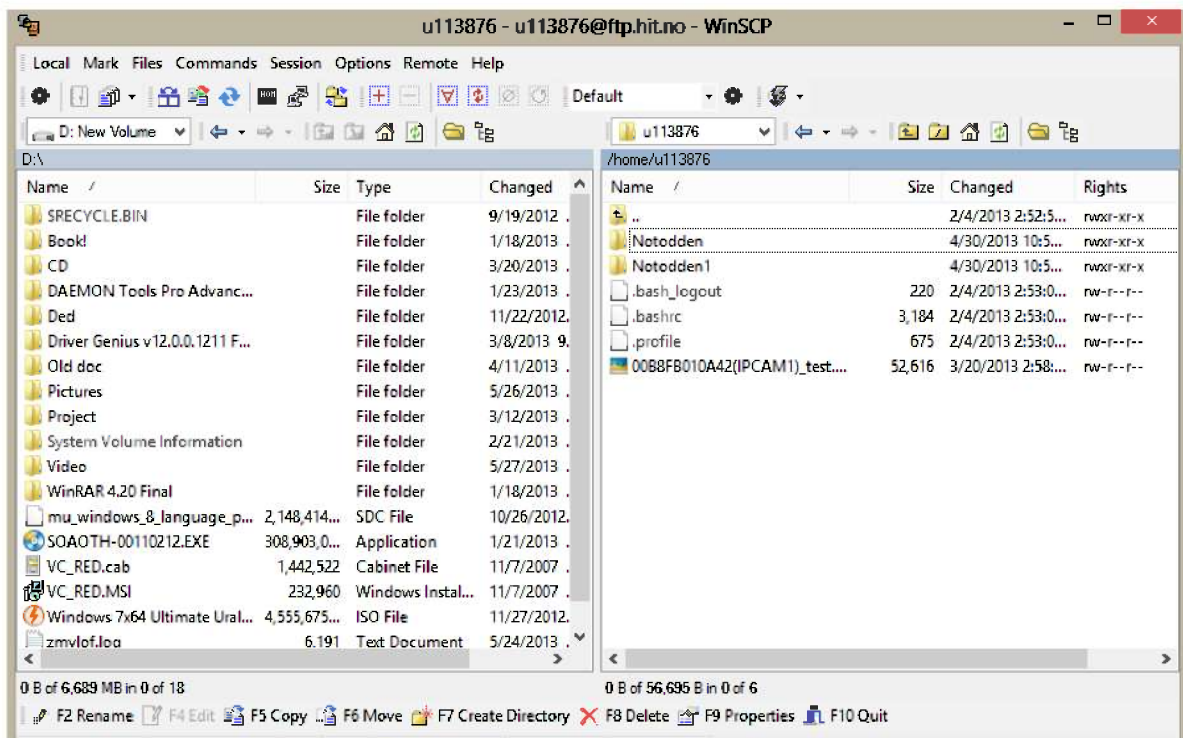 u113876 - u113876@ftp.hit.no - WinSCP
Local Mark Files Commands Session Options Remote Help
Default
D: New Volume
u113876
D:\
/home/u113876
Name Size Type Changed
Name Size Changed Rights
$RECYCLE.BIN File folder 9/19/2012 .
Book! File folder 1/18/2013 .
CD File folder 3/20/2013 .
DAEMON Tools Pro Advanc... File folder 1/23/2013 .
Ded File folder 11/22/2012.
Driver Genius v12.0.0.1211 F... File folder 3/8/2013 9.
Old doc File folder 4/11/2013 .
Pictures File folder 5/26/2013 .
Project File folder 3/12/2013 .
System Volume Information File folder 2/21/2013 .
Video File folder 5/27/2013 .
WinRAR 4.20 Final File folder 1/18/2013 .
mu_windows_8_language_p... 2,148,414... SDC File 10/26/2012.
SOAOTH-00110212.EXE 308,903,0... Application 1/21/2013 .
VC_RED.cab 1,442,522 Cabinet File 11/7/2007 .
VC_RED.MSI 232,960 Windows Instal... 11/7/2007 .
Windows 7x64 Ultimate Ural... 4,555,675... ISO File 11/27/2012.
zmvlof.log 6,191 Text Document 5/24/2013 .
.. 2/4/2013 2:52:5... rwxr-xr-x
Notodden 4/30/2013 10:5... rwxr-xr-x
Notodden1 4/30/2013 10:5... rwxr-xr-x
.bash_logout 220 2/4/2013 2:53:0... rw-r--r--
.bashrc 3,184 2/4/2013 2:53:0... rw-r--r--
.profile 675 2/4/2013 2:53:0... rw-r--r--
00B8FB010A42(IPCAM1)_test.... 52,616 3/20/2013 2:58:... rw-r--r--
0 B of 6,689 MB in 0 of 18
0 B of 56,695 B in 0 of 6
F2 Rename F4 Edit F5 Copy F6 Move F7 Create Directory F8 Delete F9 Properties F10 Quit